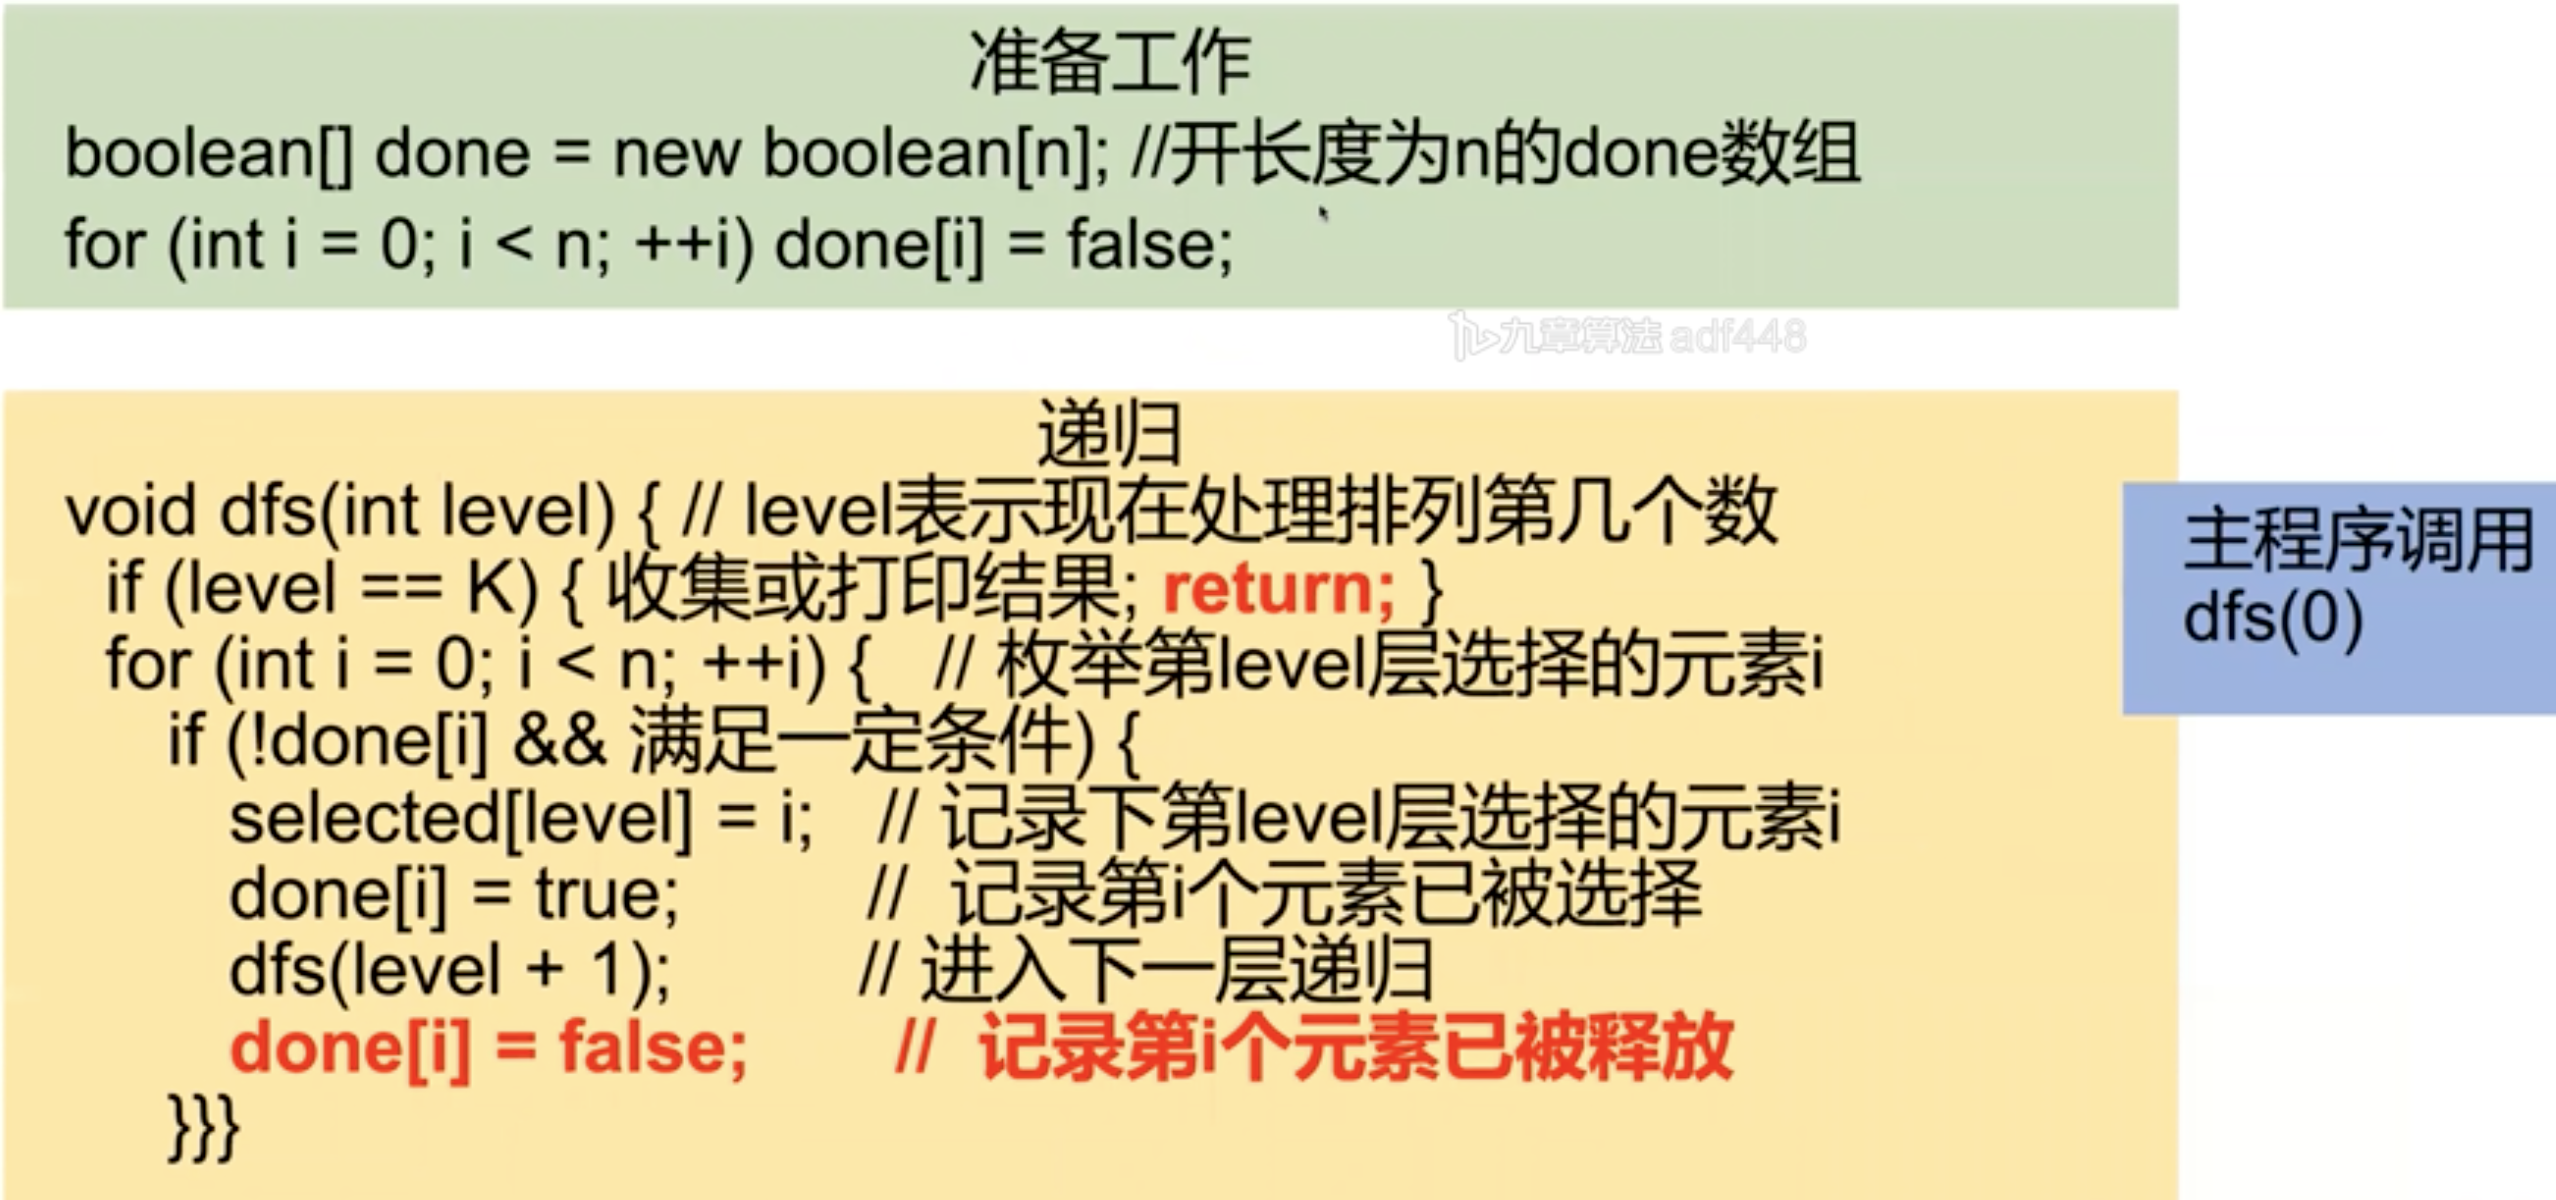 准备工作
boolean[] done = new boolean[n]; //开长度为n的done数组
for (int i = 0; i < n; ++i) done[i] = false;
九章算法 adf448
递归
void dfs(int level) { // level表示现在处理排列第几个数
if (level == K) { 收集或打印结果; return; }
for (int i = 0; i < n; ++i) { // 枚举第level层选择的元素i
if (!done[i] && 满足一定条件) {
selected[level] = i; // 记录下第level层选择的元素i
done[i] = true; // 记录第i个元素已被选择
dfs(level + 1); // 进入下一层递归
done[i] = false; // 记录第i个元素已被释放
}}}
主程序调用
dfs(0)